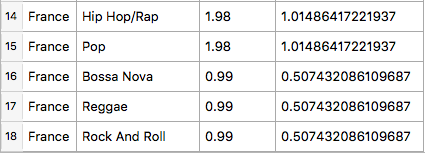 14 France Hip Hop/Rap 1.98 1.01486417221937
15 France Pop 1.98 1.01486417221937
16 France Bossa Nova 0.99 0.507432086109687
17 France Reggae 0.99 0.507432086109687
18 France Rock And Roll 0.99 0.507432086109687